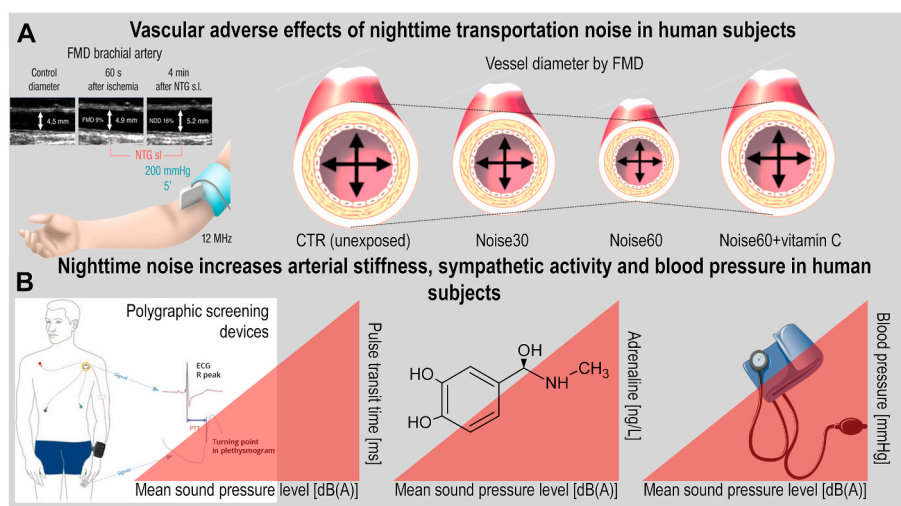 A
Vascular adverse effects of nighttime transportation noise in human subjects
FMD brachial artery
Control
diameter
60 s
after ischemia
4 min
after NTG s.l.
4.5 mm
FMD 9%
4.9 mm
NDD 16%
5.2 mm
NTG sl
200 mmHg
5'
12 MHz
Vessel diameter by FMD
CTR (unexposed)
Noise30
Noise60
Noise60+vitamin C
B
Nighttime noise increases arterial stiffness, sympathetic activity and blood pressure in human
subjects
Polygraphic screening
devices
signal
ECG
R peak
PTT
Turning point
in plethysmogram
signal
Pulse transit time [ms]
Mean sound pressure level [dB(A)]
OH
HO
HO
NH
CH3
Adrenaline [ng/L]
Mean sound pressure level [dB(A)]
Blood pressure [mmHg]
Mean sound pressure level [dB(A)]